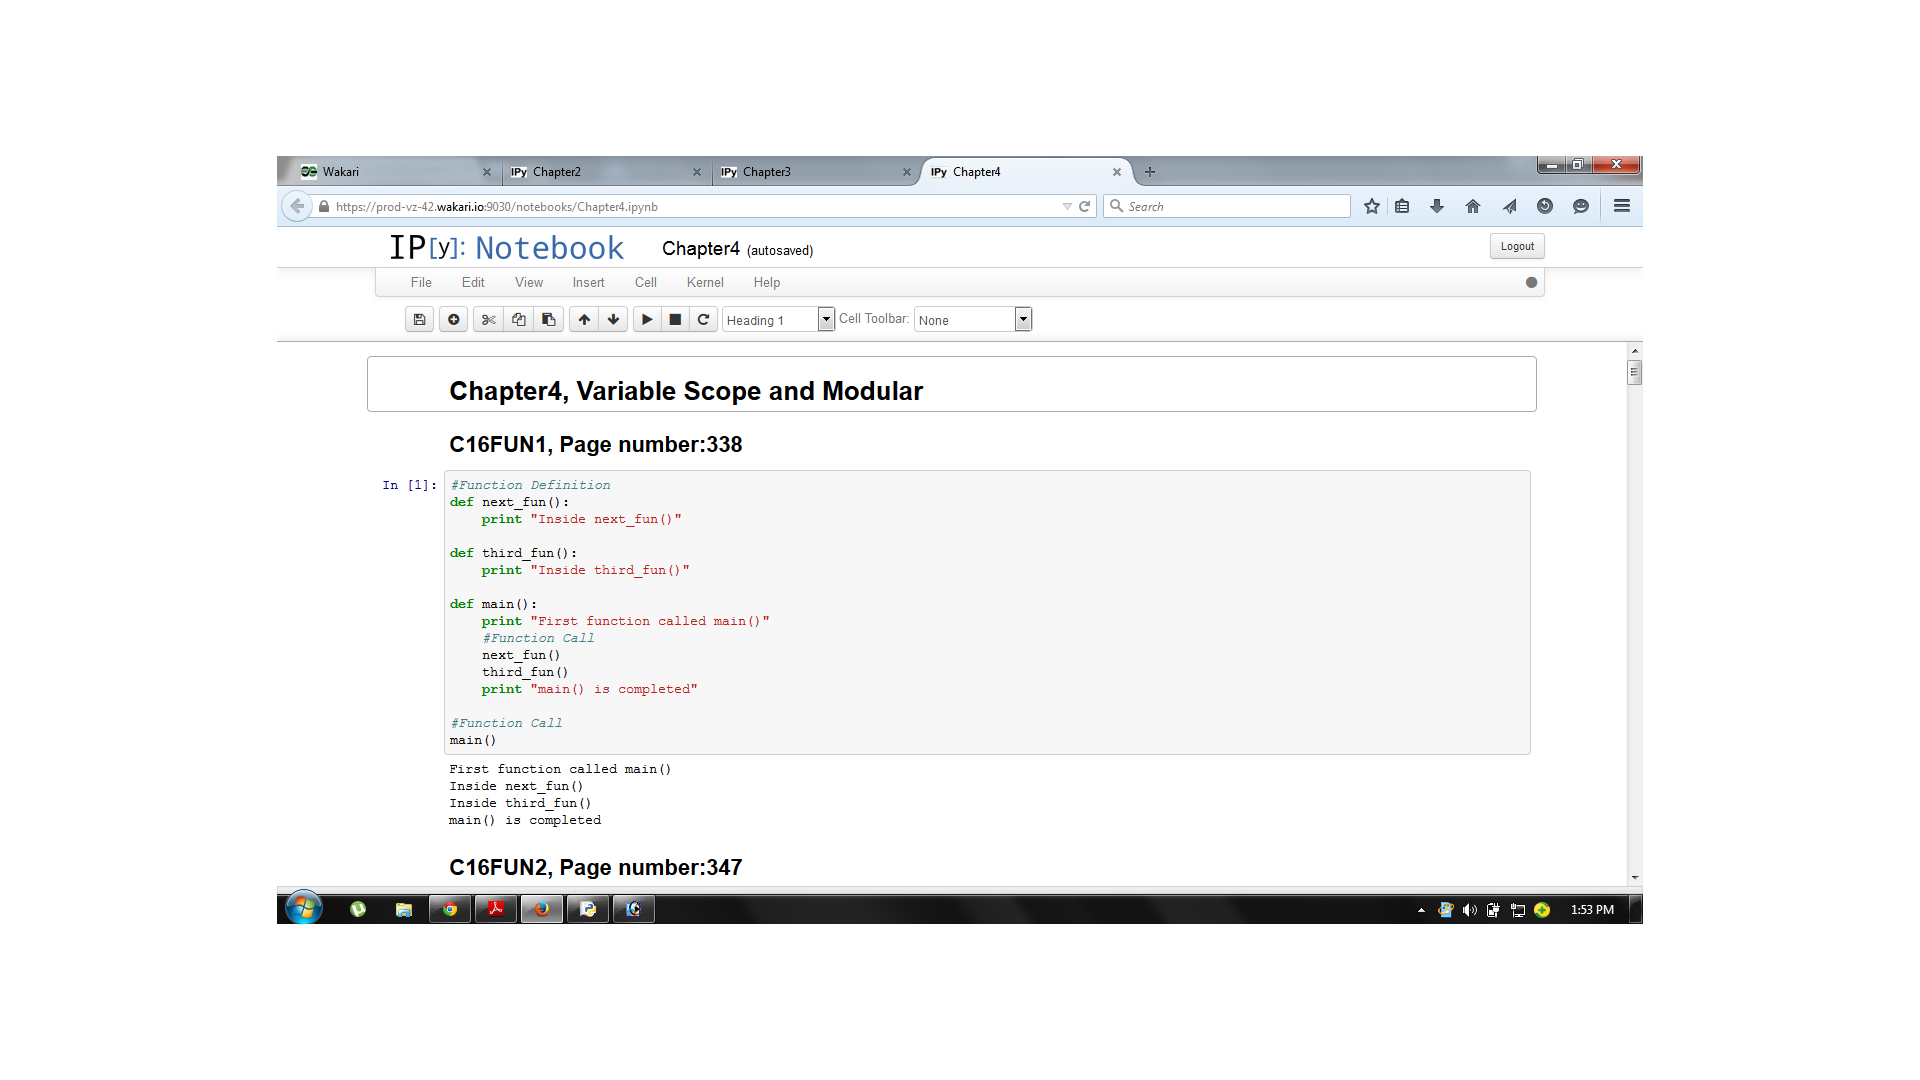 Wakari
IPy Chapter2
IPy Chapter3
IPy Chapter4
https://prod-vz-42.wakari.io:9030/notebooks/Chapter4.ipynb
Search
IP[y]: Notebook Chapter4 (autosaved)
Logout
File Edit View Insert Cell Kernel Help
Heading 1 Cell Toolbar: None
Chapter4, Variable Scope and Modular
C16FUN1, Page number:338
In [1]: #Function Definition
def next_fun():
    print "Inside next_fun()"
def third_fun():
    print "Inside third_fun()"
def main():
    print "First function called main()"
    #Function Call
    next_fun()
    third_fun()
    print "main() is completed"
#Function Call
main()
First function called main()
Inside next_fun()
Inside third_fun()
main() is completed
C16FUN2, Page number:347
1:53 PM